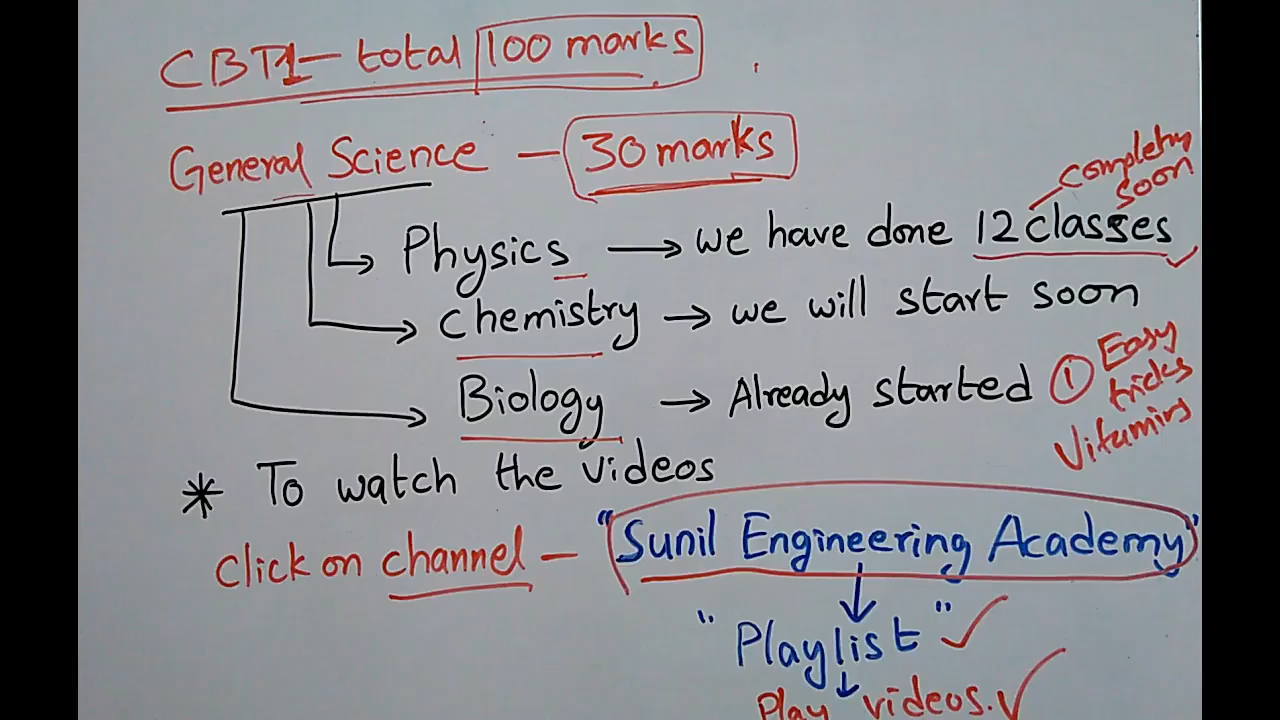 CBT1 - total 100 marks
General Science - 30 marks
completing
soon
Physics → we have done 12 classes
Chemistry → we will start soon
Biology → Already started ① Easy
tricks
Vitamins
* To watch the videos
click on channel - "Sunil Engineering Academy"
"Playlist" ✓
Play videos. ✓